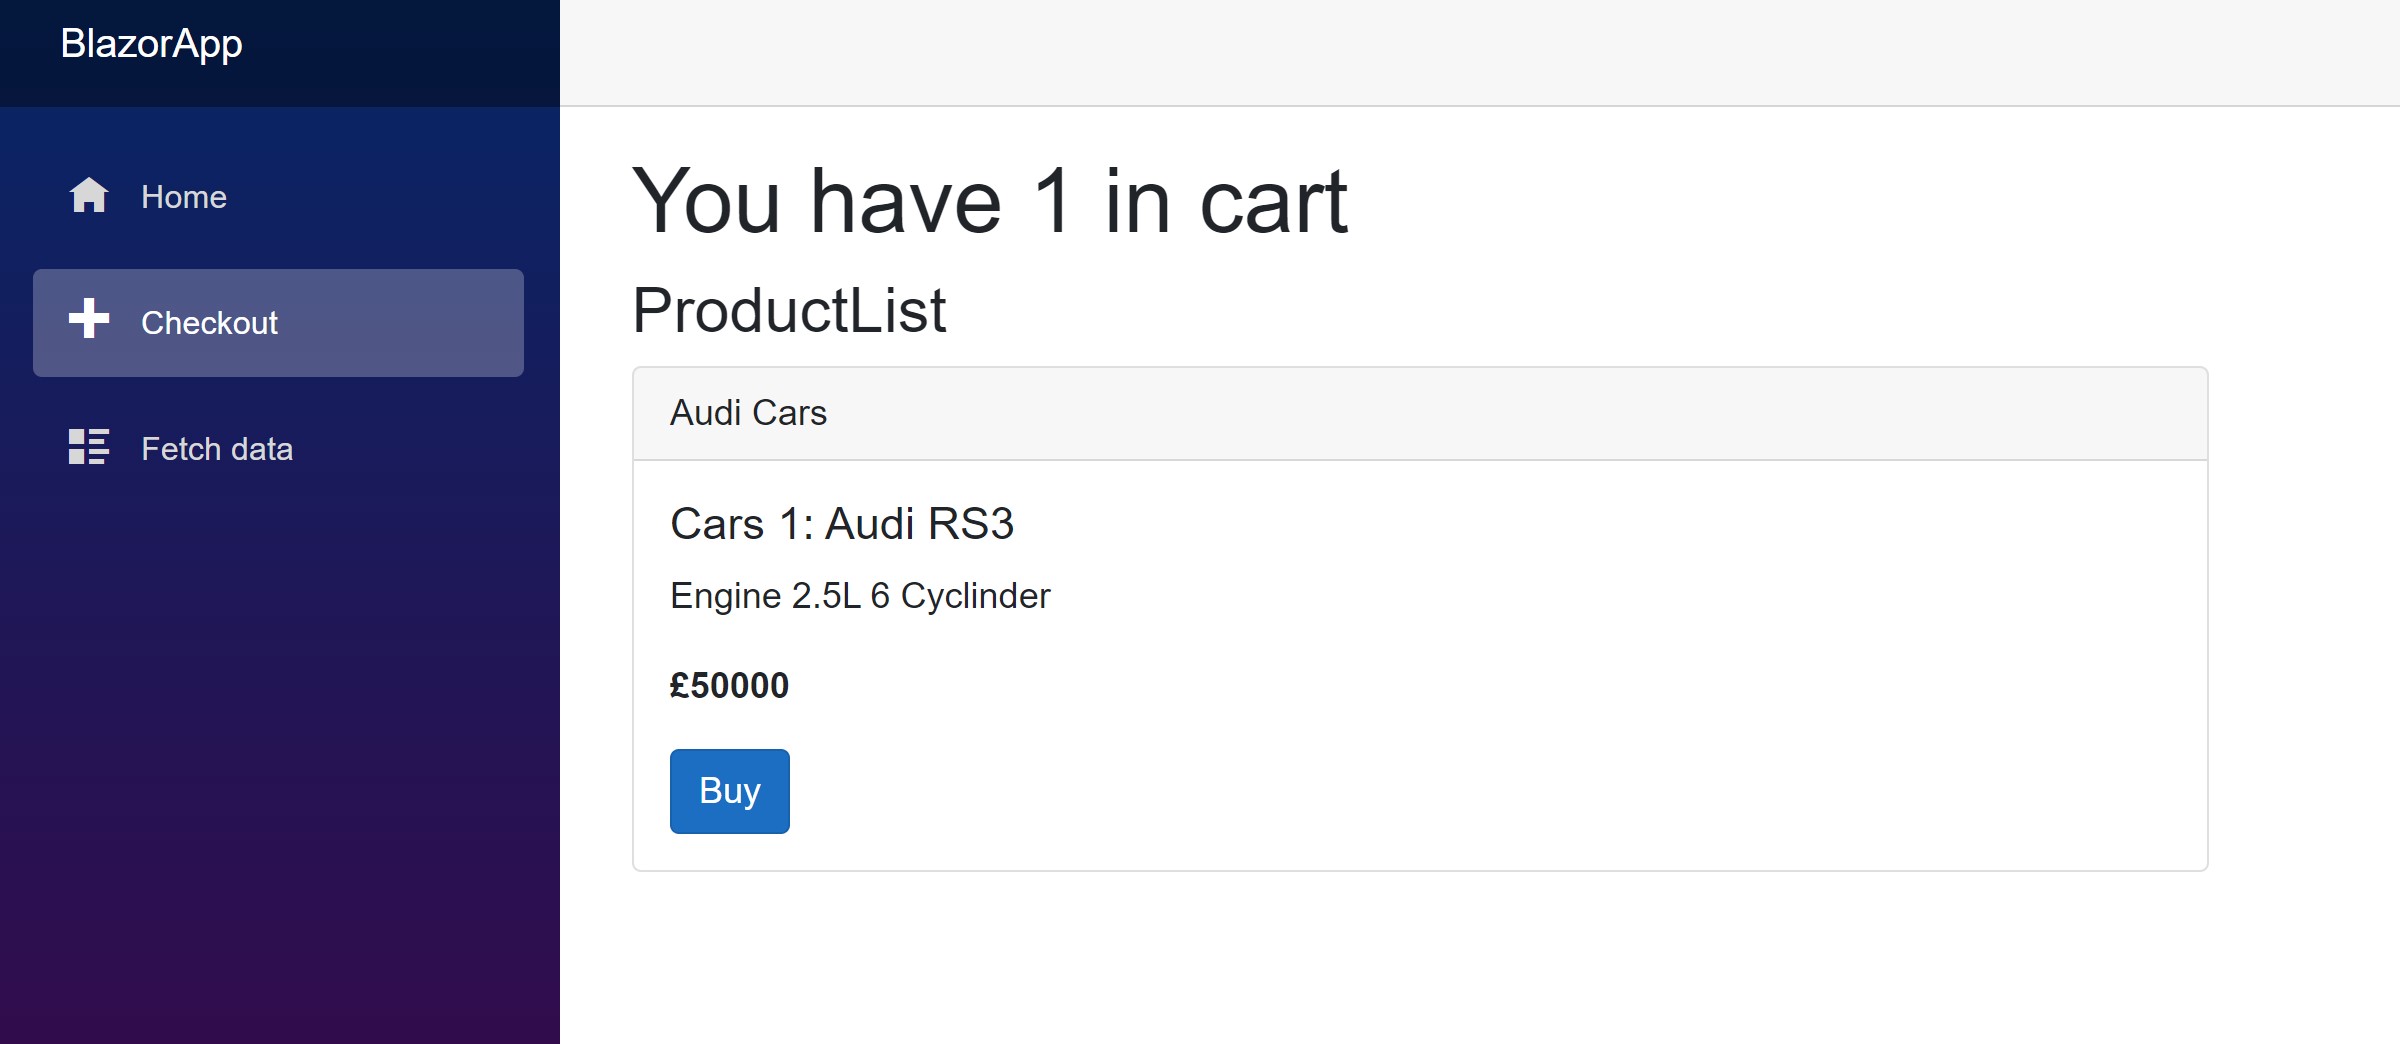 BlazorApp
Home
Checkout
Fetch data
You have 1 in cart
ProductList
Audi Cars
Cars 1: Audi RS3
Engine 2.5L 6 Cyclinder
£50000
Buy